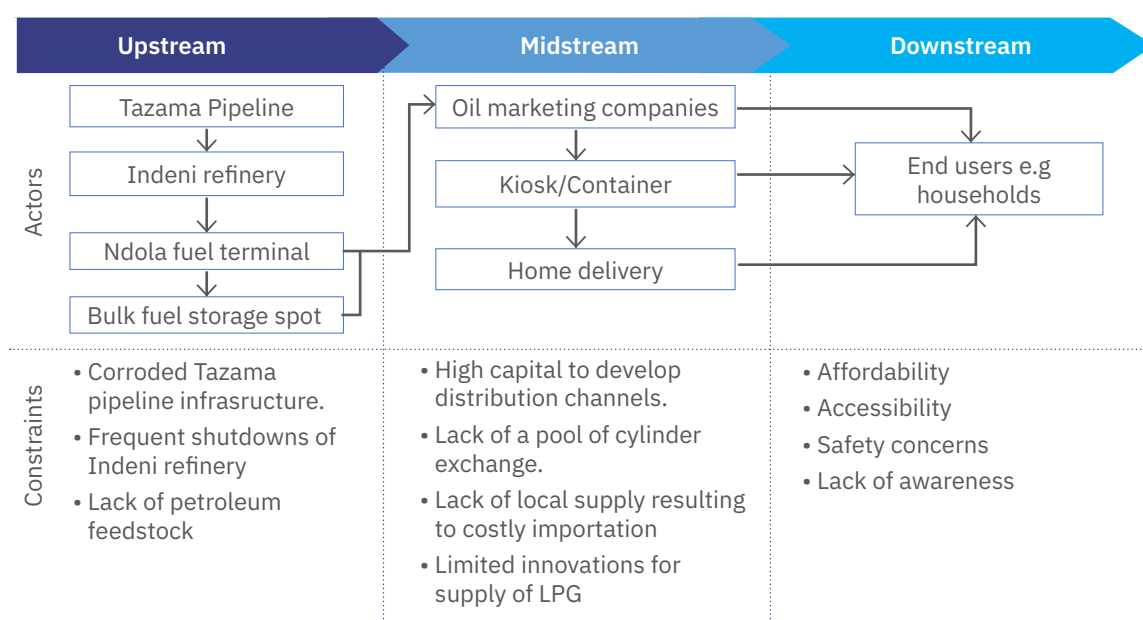 Upstream
Midstream
Downstream
Actors
Tazama Pipeline
Indeni refinery
Ndola fuel terminal
Bulk fuel storage spot
Oil marketing companies
Kiosk/Container
Home delivery
End users e.g
households
Constraints
• Corroded Tazama
pipeline infrasructure.
• Frequent shutdowns of
Indeni refinery
• Lack of petroleum
feedstock
• High capital to develop
distribution channels.
• Lack of a pool of cylinder
exchange.
• Lack of local supply resulting
to costly importation
• Limited innovations for
supply of LPG
• Affordability
• Accessibility
• Safety concerns
• Lack of awareness